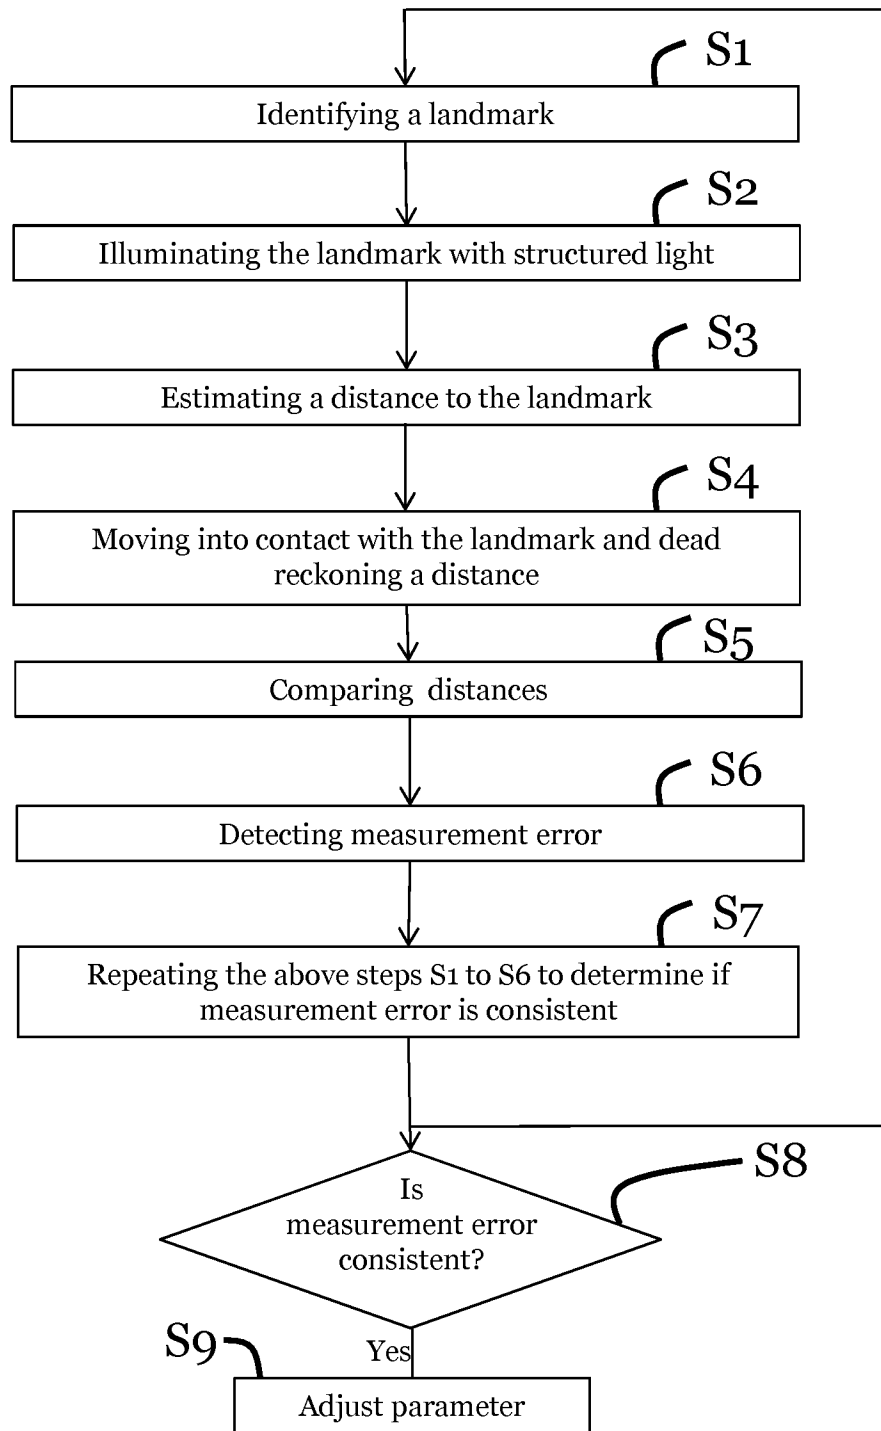 S1
Identifying a landmark
S2
Illuminating the landmark with structured light
S3
Estimating a distance to the landmark
S4
Moving into contact with the landmark and dead
reckoning a distance
S5
Comparing distances
S6
Detecting measurement error
S7
Repeating the above steps S1 to S6 to determine if
measurement error is consistent
S8
Is
measurement error
consistent?
S9
Yes
Adjust parameter